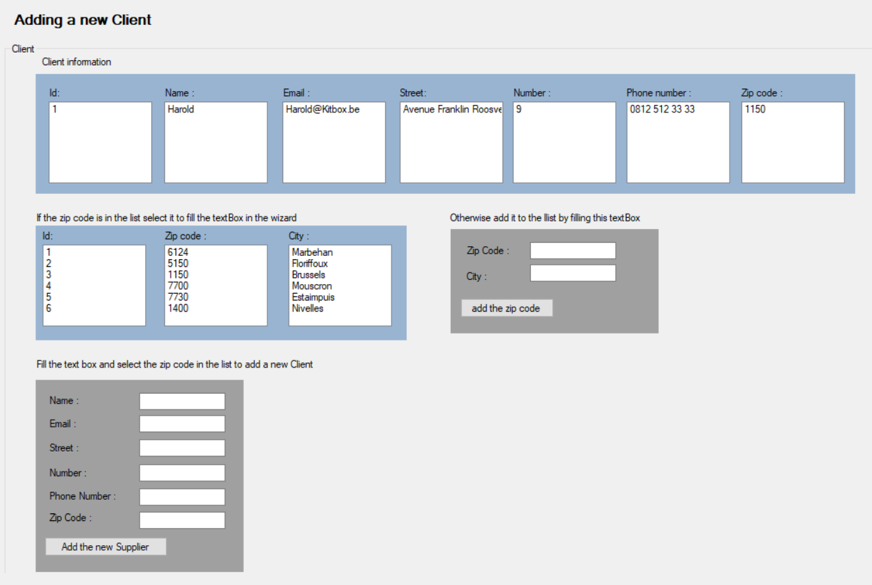 Adding a new Client
Client
Client information
Id: Name : Email : Street: Number : Phone number : Zip code :
1 Harold Harold@Kitbox.be Avenue Franklin Roosve 9 0812 512 33 33 1150
If the zip code is in the list select it to fill the textBox in the wizard
Id: Zip code : City :
1 6124 Marbehan
2 5150 Floriffoux
3 1150 Brussels
4 7700 Mouscron
5 7730 Estaimpuis
6 1400 Nivelles
Otherwise add it to the llist by filling this textBox
Zip Code :
City :
add the zip code
Fill the text box and select the zip code in the list to add a new Client
Name :
Email :
Street :
Number :
Phone Number :
Zip Code :
Add the new Supplier